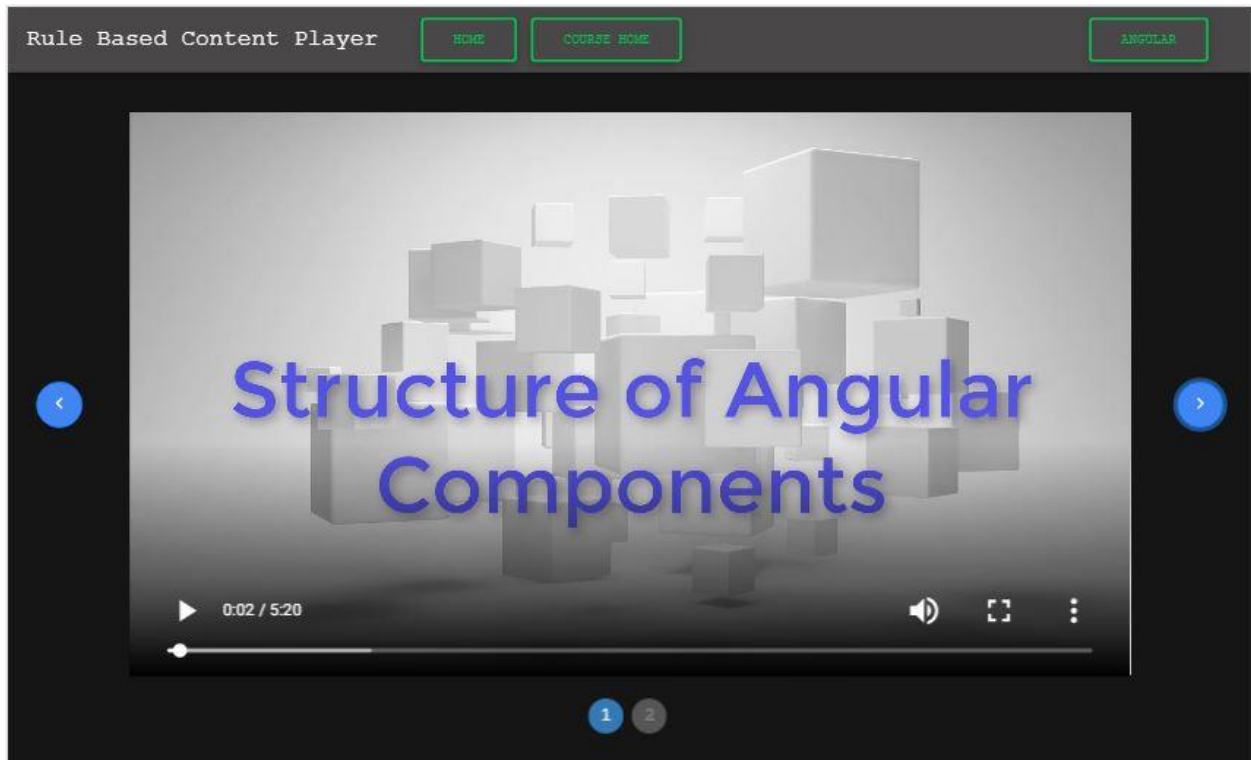 Rule Based Content Player
HOME
COURSE HOME
ANGULAR
Structure of Angular
Components
0:02 / 5:20
1
2